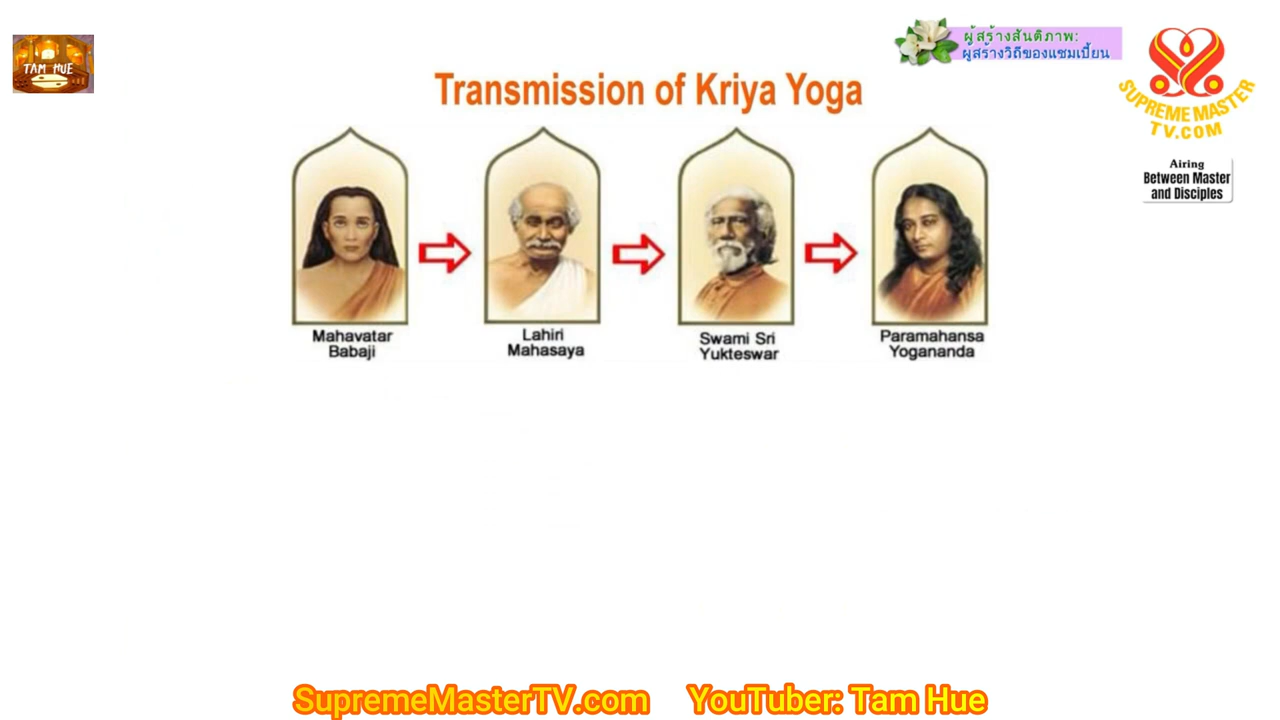 TAM HUE
ผู้สร้างสันติภาพ:
ผู้สร้างวิถีของแชมเปี้ยน
SUPREME MASTER
TV.COM
Airing
Between Master
and Disciples
Transmission of Kriya Yoga
Mahavatar
Babaji
Lahiri
Mahasaya
Swami Sri
Yukteswar
Paramahansa
Yogananda
SupremeMasterTV.com YouTuber: Tam Hue